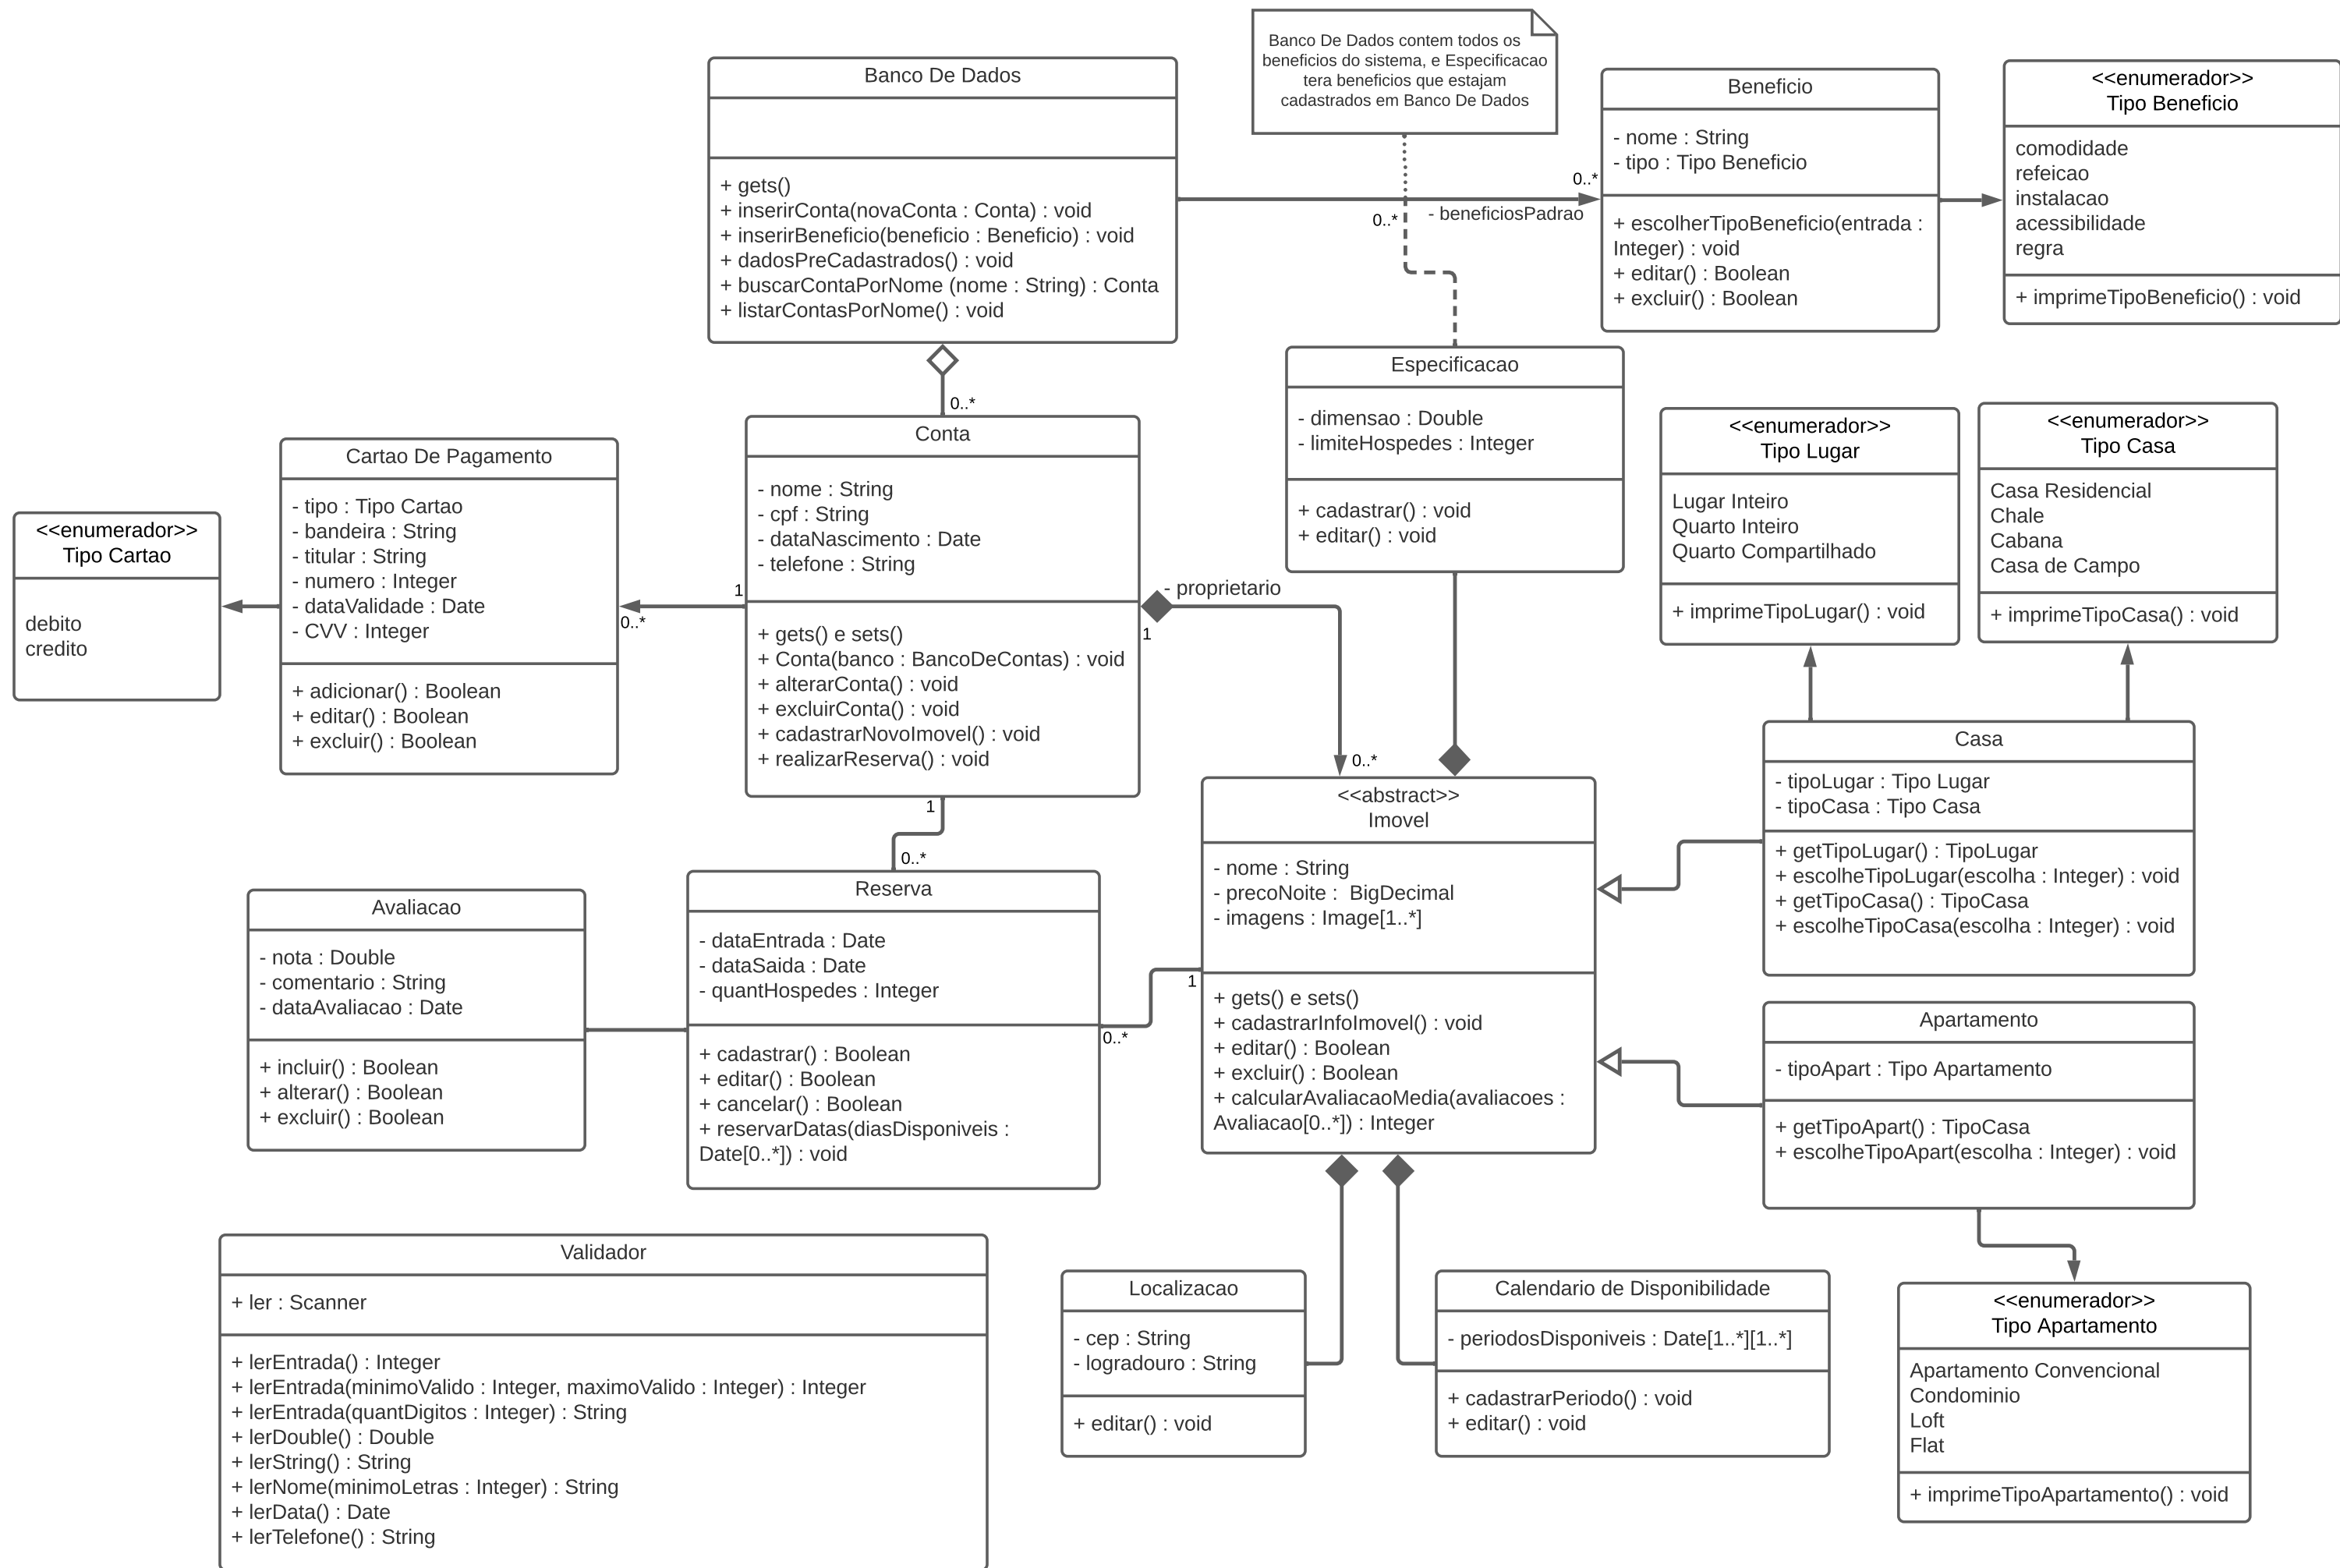 Banco De Dados
+ gets()
+ inserirConta(novaConta : Conta) : void
+ inserirBeneficio(beneficio : Beneficio) : void
+ dadosPreCadastrados() : void
+ buscarContaPorNome (nome : String) : Conta
+ listarContasPorNome() : void
0..*
Banco De Dados contem todos os
beneficios do sistema, e Especificacao
tera beneficios que estajam
cadastrados em Banco De Dados
0..*
0..*
- beneficiosPadrao
Beneficio
- nome : String
- tipo : Tipo Beneficio
+ escolherTipoBeneficio(entrada :
Integer) : void
+ editar() : Boolean
+ excluir() : Boolean
<<enumerador>>
Tipo Beneficio
comodidade
refeicao
instalacao
acessibilidade
regra
+ imprimeTipoBeneficio() : void
<<enumerador>>
Tipo Cartao
debito
credito
Cartao De Pagamento
- tipo : Tipo Cartao
- bandeira : String
- titular : String
- numero : Integer
- dataValidade : Date
- CVV : Integer
+ adicionar() : Boolean
+ editar() : Boolean
+ excluir() : Boolean
1
0..*
Conta
- nome : String
- cpf : String
- dataNascimento : Date
- telefone : String
+ gets() e sets()
+ Conta(banco : BancoDeContas) : void
+ alterarConta() : void
+ excluirConta() : void
+ cadastrarNovoImovel() : void
+ realizarReserva() : void
- proprietario
1
0..*
Especificacao
- dimensao : Double
- limiteHospedes : Integer
+ cadastrar() : void
+ editar() : void
<<enumerador>>
Tipo Lugar
Lugar Inteiro
Quarto Inteiro
Quarto Compartilhado
+ imprimeTipoLugar() : void
<<enumerador>>
Tipo Casa
Casa Residencial
Chale
Cabana
Casa de Campo
+ imprimeTipoCasa() : void
1
0..*
Avaliacao
- nota : Double
- comentario : String
- dataAvaliacao : Date
+ incluir() : Boolean
+ alterar() : Boolean
+ excluir() : Boolean
Reserva
- dataEntrada : Date
- dataSaida : Date
- quantHospedes : Integer
+ cadastrar() : Boolean
+ editar() : Boolean
+ cancelar() : Boolean
+ reservarDatas(diasDisponiveis :
Date[0..*]) : void
1
0..*
<<abstract>>
Imovel
- nome : String
- precoNoite :  BigDecimal
- imagens : Image[1..*]
+ gets() e sets()
+ cadastrarInfoImovel() : void
+ editar() : Boolean
+ excluir() : Boolean
+ calcularAvaliacaoMedia(avaliacoes :
Avaliacao[0..*]) : Integer
Casa
- tipoLugar : Tipo Lugar
- tipoCasa : Tipo Casa
+ getTipoLugar() : TipoLugar
+ escolheTipoLugar(escolha : Integer) : void
+ getTipoCasa() : TipoCasa
+ escolheTipoCasa(escolha : Integer) : void
Apartamento
- tipoApart : Tipo Apartamento
+ getTipoApart() : TipoCasa
+ escolheTipoApart(escolha : Integer) : void
Validador
+ ler : Scanner
+ lerEntrada() : Integer
+ lerEntrada(minimoValido : Integer, maximoValido : Integer) : Integer
+ lerEntrada(quantDigitos : Integer) : String
+ lerDouble() : Double
+ lerString() : String
+ lerNome(minimoLetras : Integer) : String
+ lerData() : Date
+ lerTelefone() : String
Localizacao
- cep : String
- logradouro : String
+ editar() : void
Calendario de Disponibilidade
- periodosDisponiveis : Date[1..*][1..*]
+ cadastrarPeriodo() : void
+ editar() : void
<<enumerador>>
Tipo Apartamento
Apartamento Convencional
Condominio
Loft
Flat
+ imprimeTipoApartamento() : void